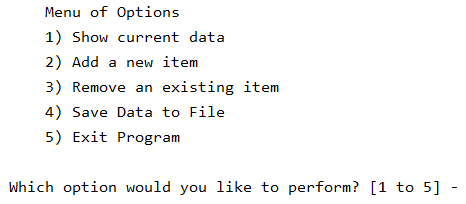 Menu of Options
1) Show current data
2) Add a new item
3) Remove an existing item
4) Save Data to File
5) Exit Program
Which option would you like to perform? [1 to 5] -